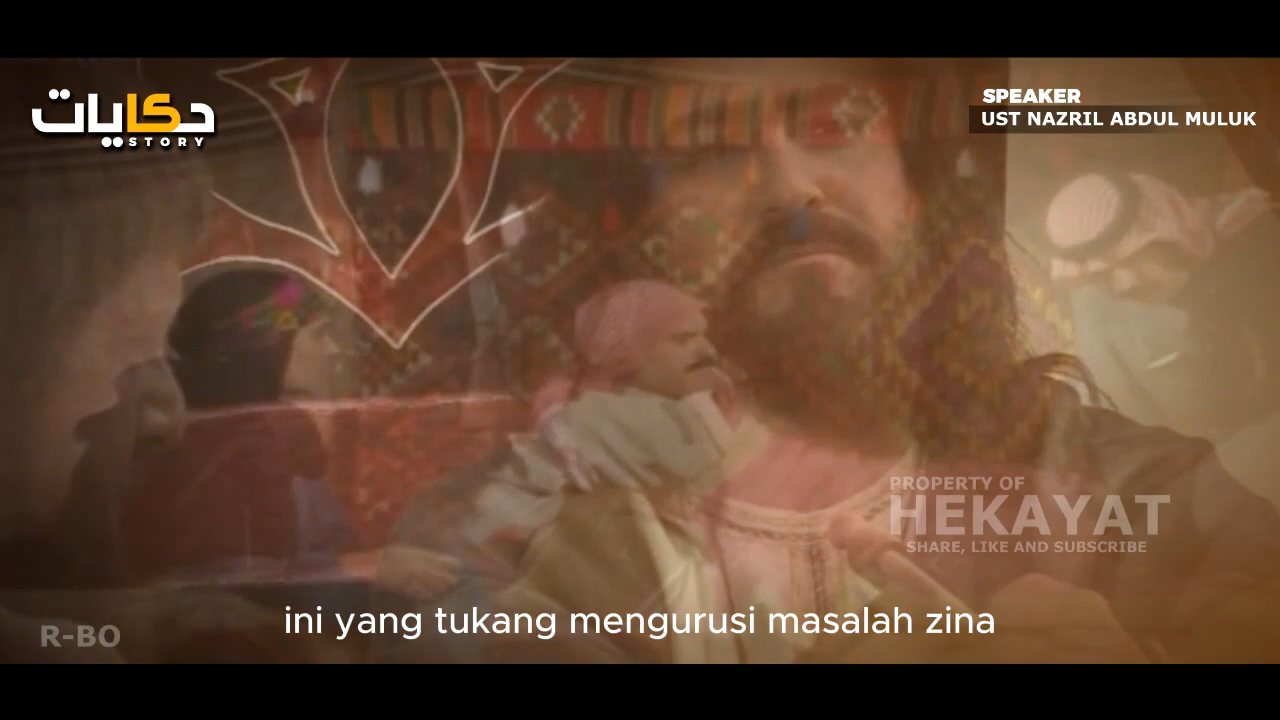 حكايات
STORY
SPEAKER
UST NAZRIL ABDUL MULUK
PROPERTY OF
HEKAYAT
SHARE, LIKE AND SUBSCRIBE
ini yang tukang mengurusi masalah zina
R-BO